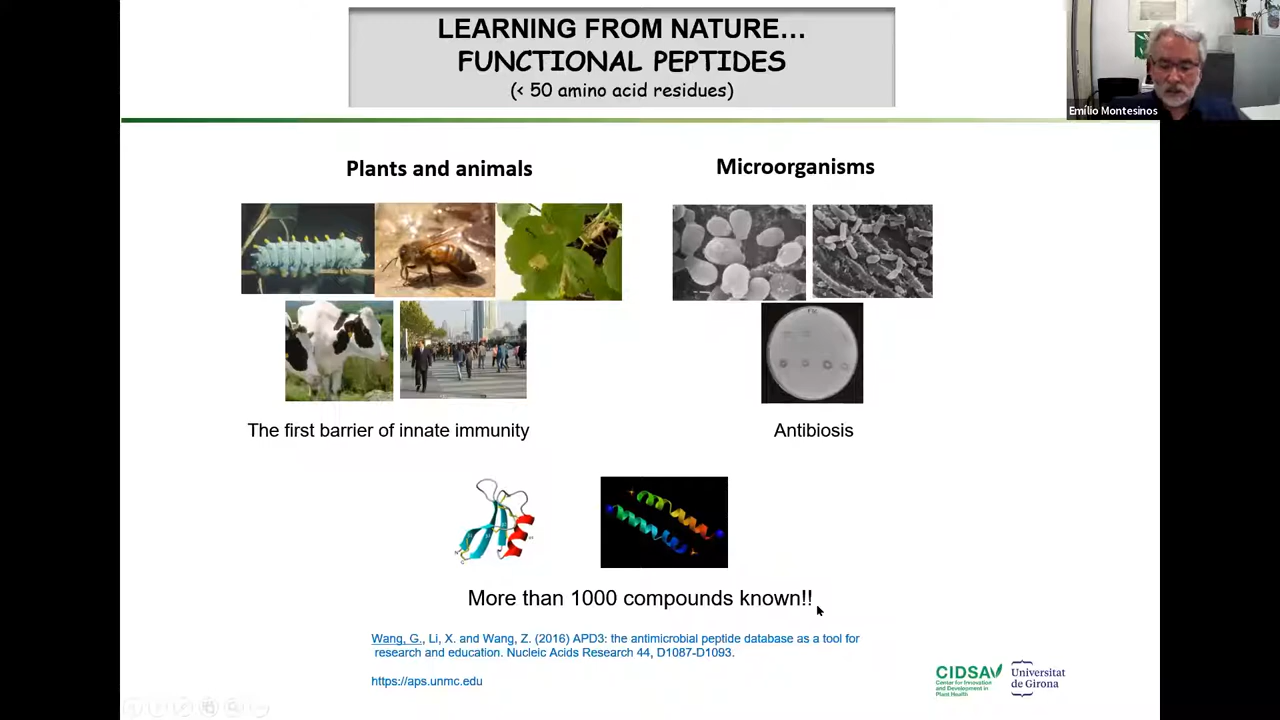 LEARNING FROM NATURE…
FUNCTIONAL PEPTIDES
(< 50 amino acid residues)
Emílio Montesinos
Plants and animals
Microorganisms
The first barrier of innate immunity
Antibiosis
More than 1000 compounds known!!
Wang, G., Li, X. and Wang, Z. (2016) APD3: the antimicrobial peptide database as a tool for
research and education. Nucleic Acids Research 44, D1087-D1093.
https://aps.unmc.edu
CIDSAV
Center for Innovation
and Development in
Plant Health
Universitat
de Girona